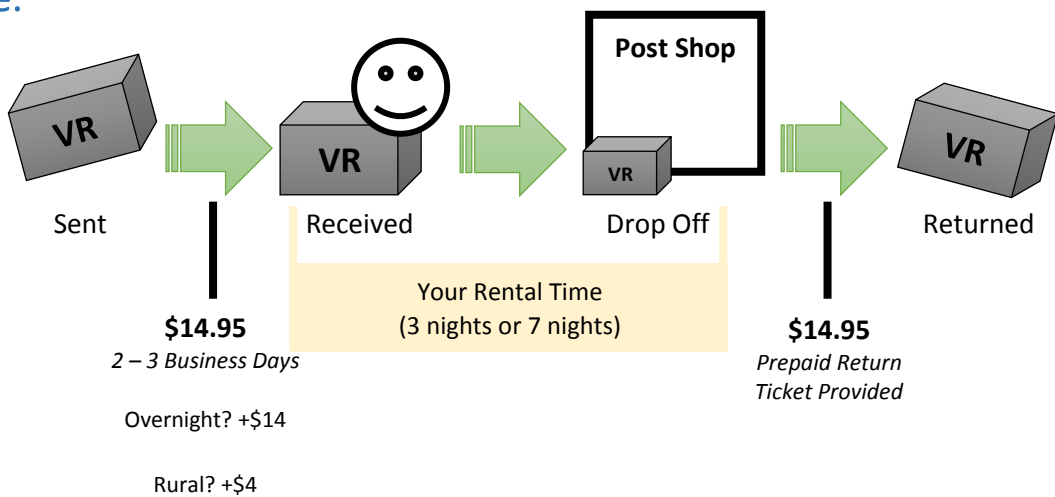 e.
Post Shop
VR
VR
VR
VR
Sent
Received
Drop Off
Returned
Your Rental Time
(3 nights or 7 nights)
$14.95
2 – 3 Business Days
Overnight? +$14
Rural? +$4
$14.95
Prepaid Return
Ticket Provided